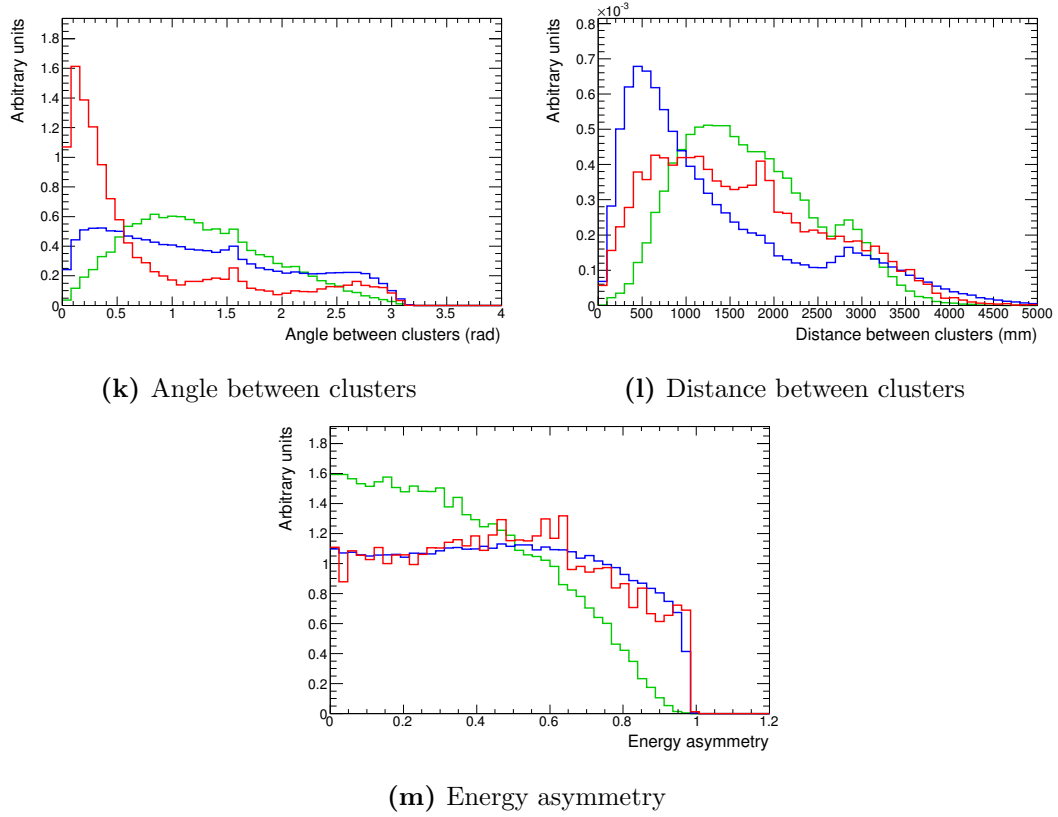 Arbitrary units
1.8
1.6
1.4
1.2
1
0.8
0.6
0.4
0.2
0
0 0.5 1 1.5 2 2.5 3 3.5 4
Angle between clusters (rad)
(k) Angle between clusters
×10⁻³
Arbitrary units
0.8
0.7
0.6
0.5
0.4
0.3
0.2
0.1
0
0 500 1000 1500 2000 2500 3000 3500 4000 4500 5000
Distance between clusters (mm)
(l) Distance between clusters
Arbitrary units
1.8
1.6
1.4
1.2
1
0.8
0.6
0.4
0.2
0
0 0.2 0.4 0.6 0.8 1 1.2
Energy asymmetry
(m) Energy asymmetry